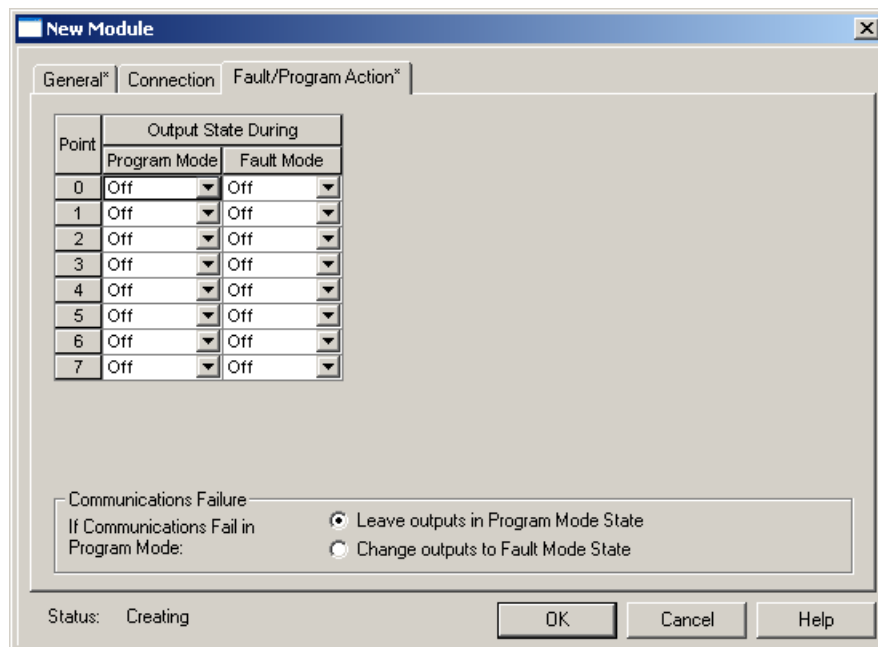 New Module
General* Connection Fault/Program Action*
Point Output State During
Program Mode Fault Mode
0 Off Off
1 Off Off
2 Off Off
3 Off Off
4 Off Off
5 Off Off
6 Off Off
7 Off Off
Communications Failure
If Communications Fail in
Program Mode:
Leave outputs in Program Mode State
Change outputs to Fault Mode State
Status: Creating OK Cancel Help